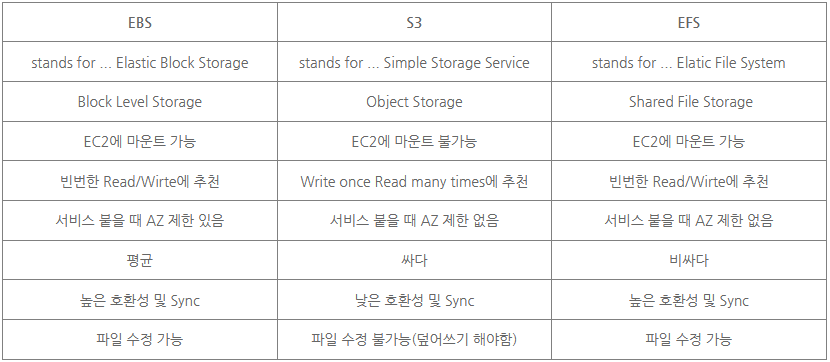 EBS S3 EFS
stands for ... Elastic Block Storage stands for ... Simple Storage Service stands for ... Elatic File System
Block Level Storage Object Storage Shared File Storage
EC2에 마운트 가능 EC2에 마운트 불가능 EC2에 마운트 가능
빈번한 Read/Wirte에 추천 Write once Read many times에 추천 빈번한 Read/Wirte에 추천
서비스 붙을 때 AZ 제한 있음 서비스 붙을 때 AZ 제한 없음 서비스 붙을 때 AZ 제한 없음
평균 싸다 비싸다
높은 호환성 및 Sync 낮은 호환성 및 Sync 높은 호환성 및 Sync
파일 수정 가능 파일 수정 불가능(덮어쓰기 해야함) 파일 수정 가능